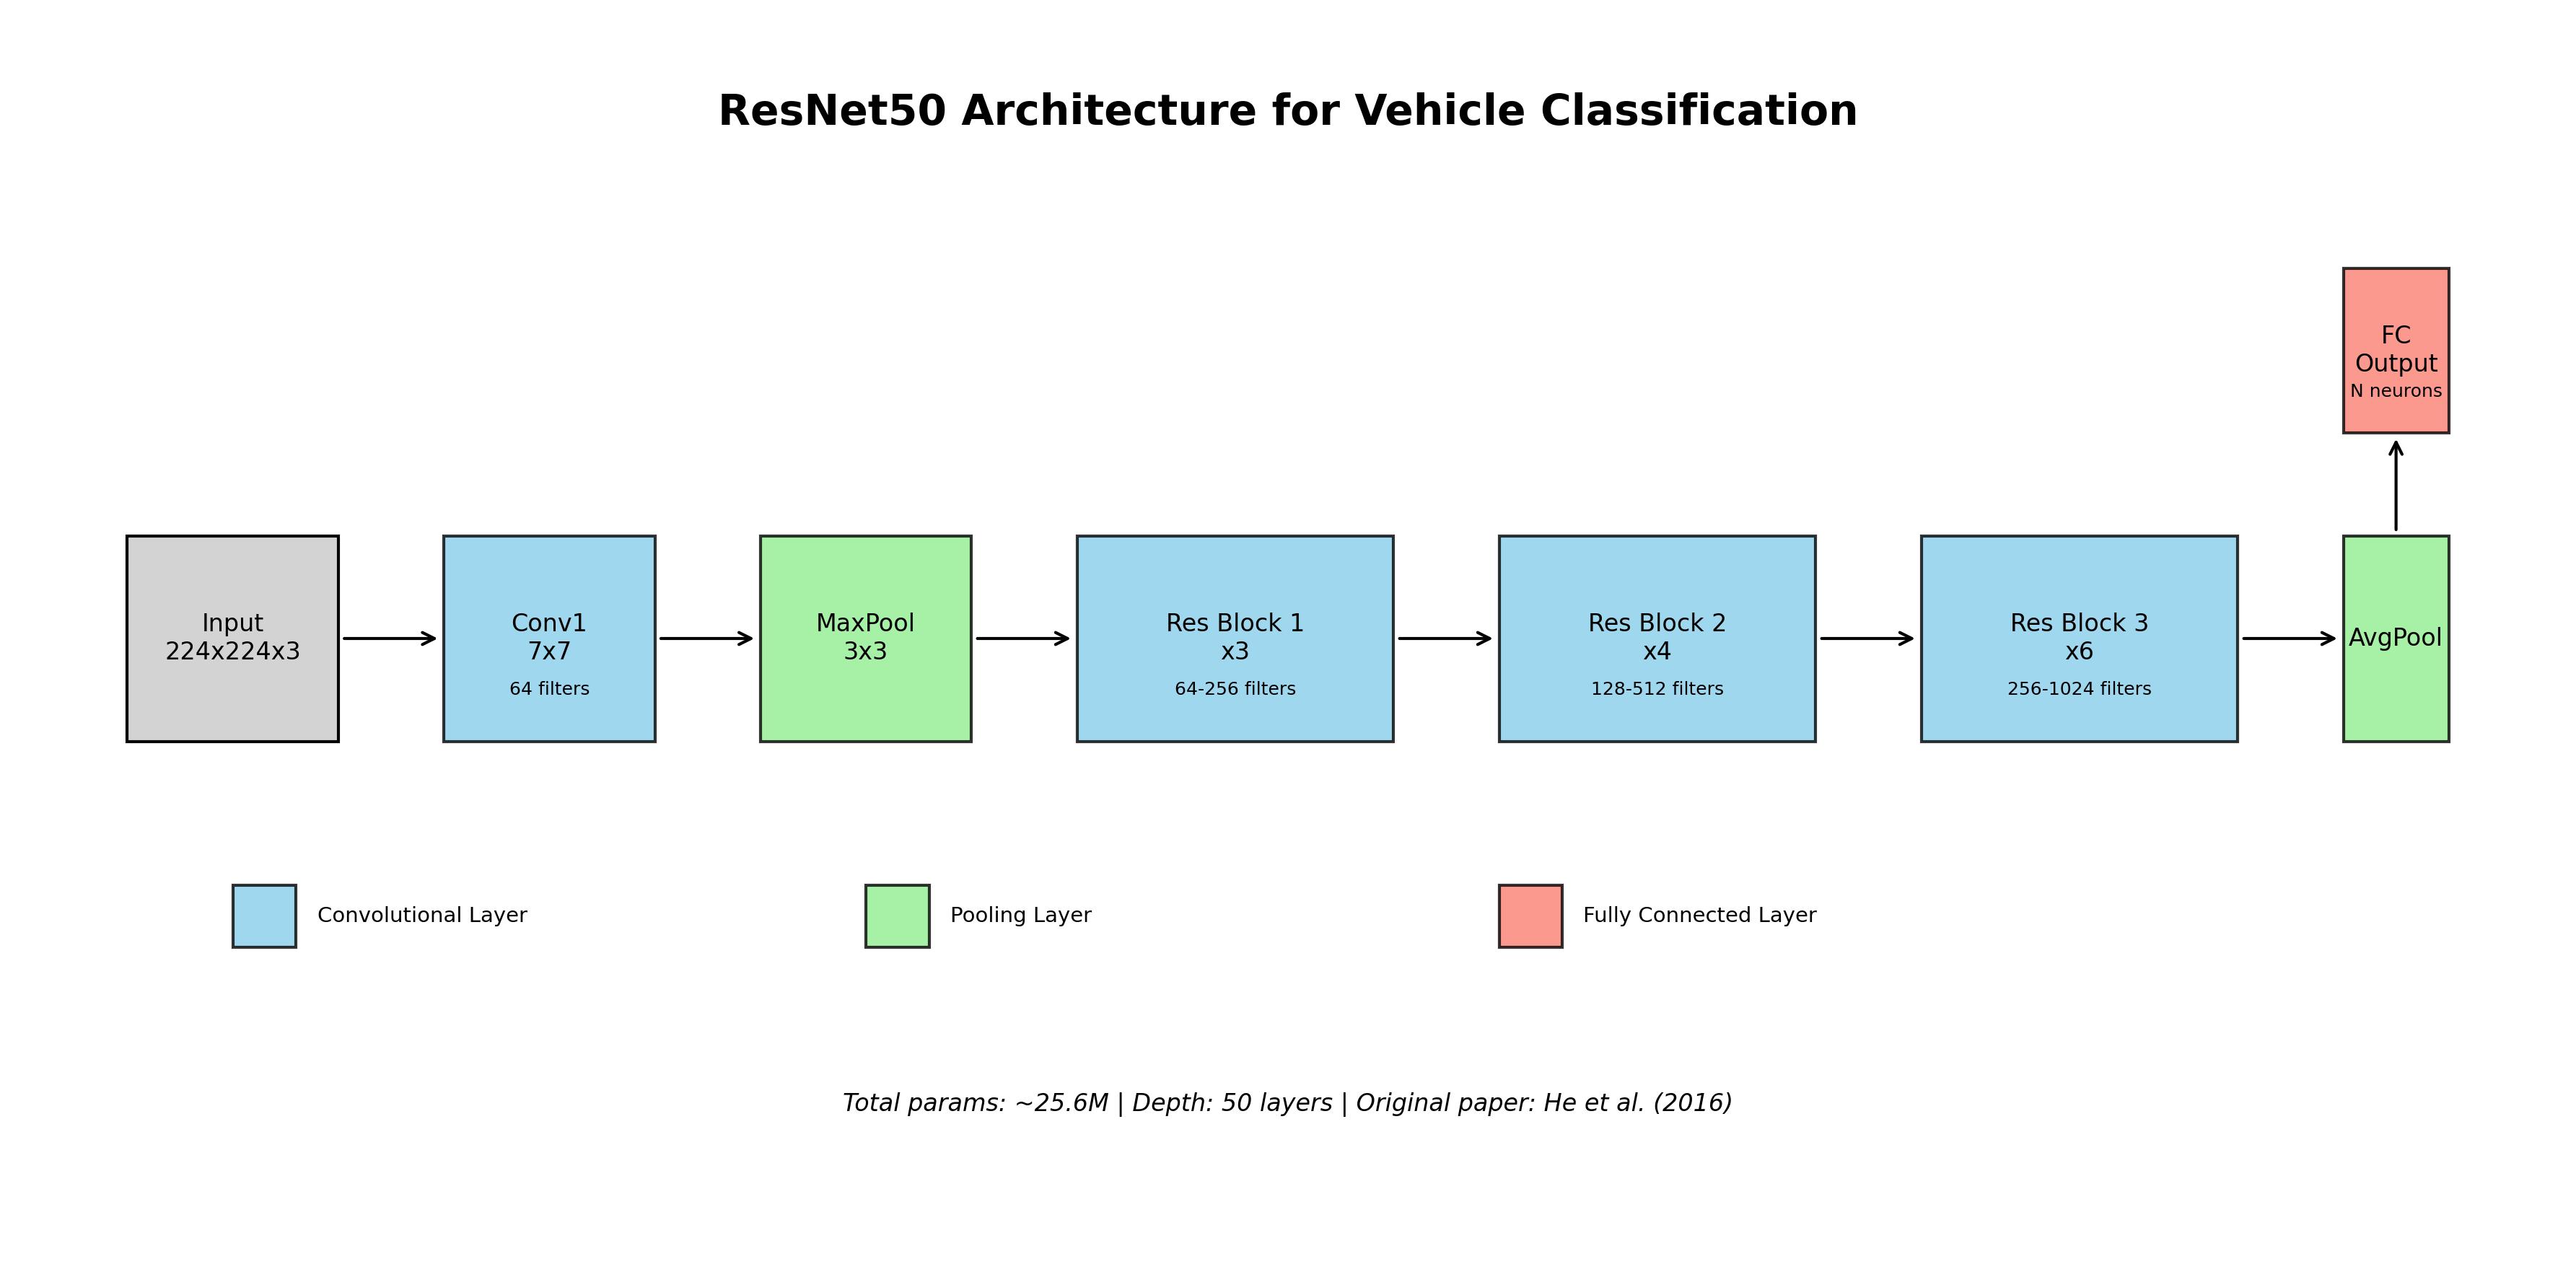 ResNet50 Architecture for Vehicle Classification
FC
Output
N neurons
Input
224x224x3
Conv1
7x7
64 filters
MaxPool
3x3
Res Block 1
x3
64-256 filters
Res Block 2
x4
128-512 filters
Res Block 3
x6
256-1024 filters
AvgPool
Convolutional Layer
Pooling Layer
Fully Connected Layer
Total params: ~25.6M | Depth: 50 layers | Original paper: He et al. (2016)